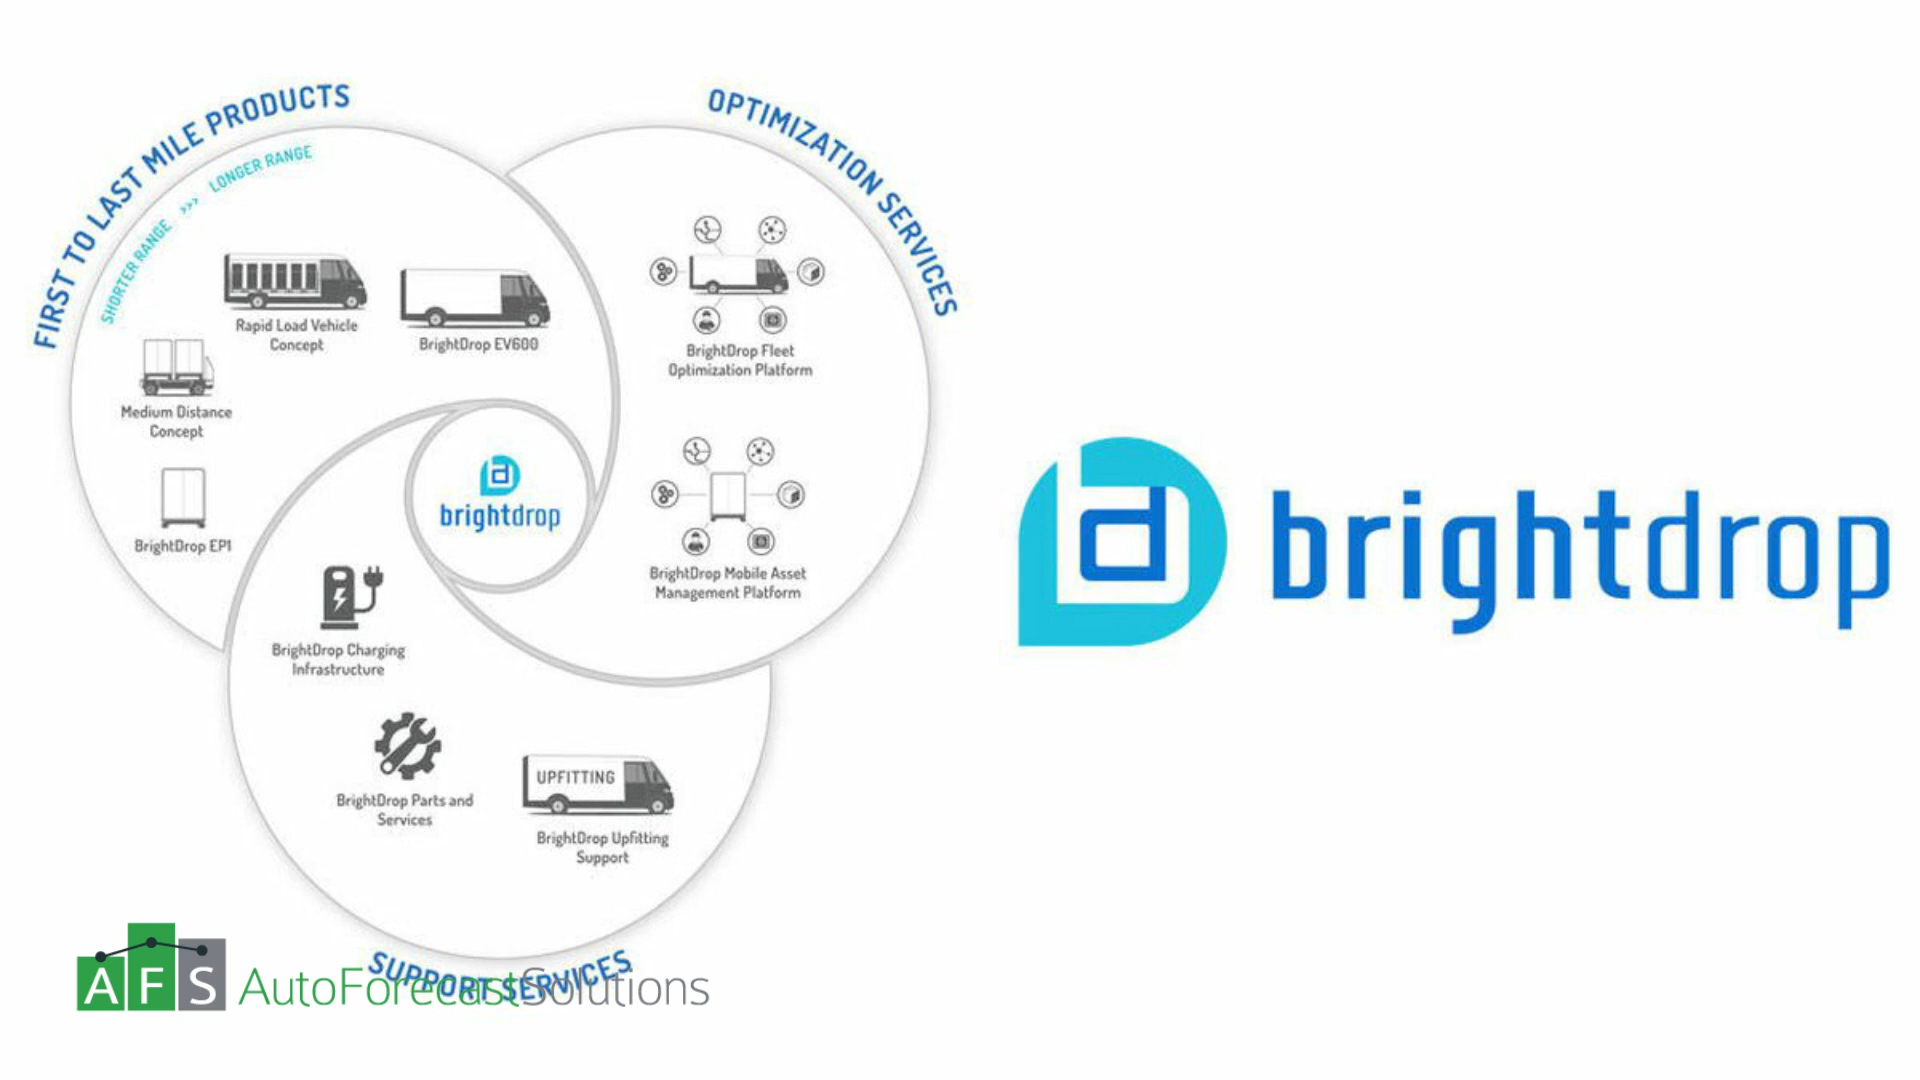 FIRST TO LAST MILE PRODUCTS
SHORTER RANGE >>> LONGER RANGE
Rapid Load Vehicle
Concept
BrightDrop EV600
Medium Distance
Concept
BrightDrop EP1
OPTIMIZATION SERVICES
BrightDrop Fleet
Optimization Platform
BrightDrop Mobile Asset
Management Platform
brightdrop
BrightDrop Charging
Infrastructure
BrightDrop Parts and
Services
UPFITTING
BrightDrop Upfitting
Support
SUPPORT SERVICES
AFS AutoForecastSolutions
brightdrop